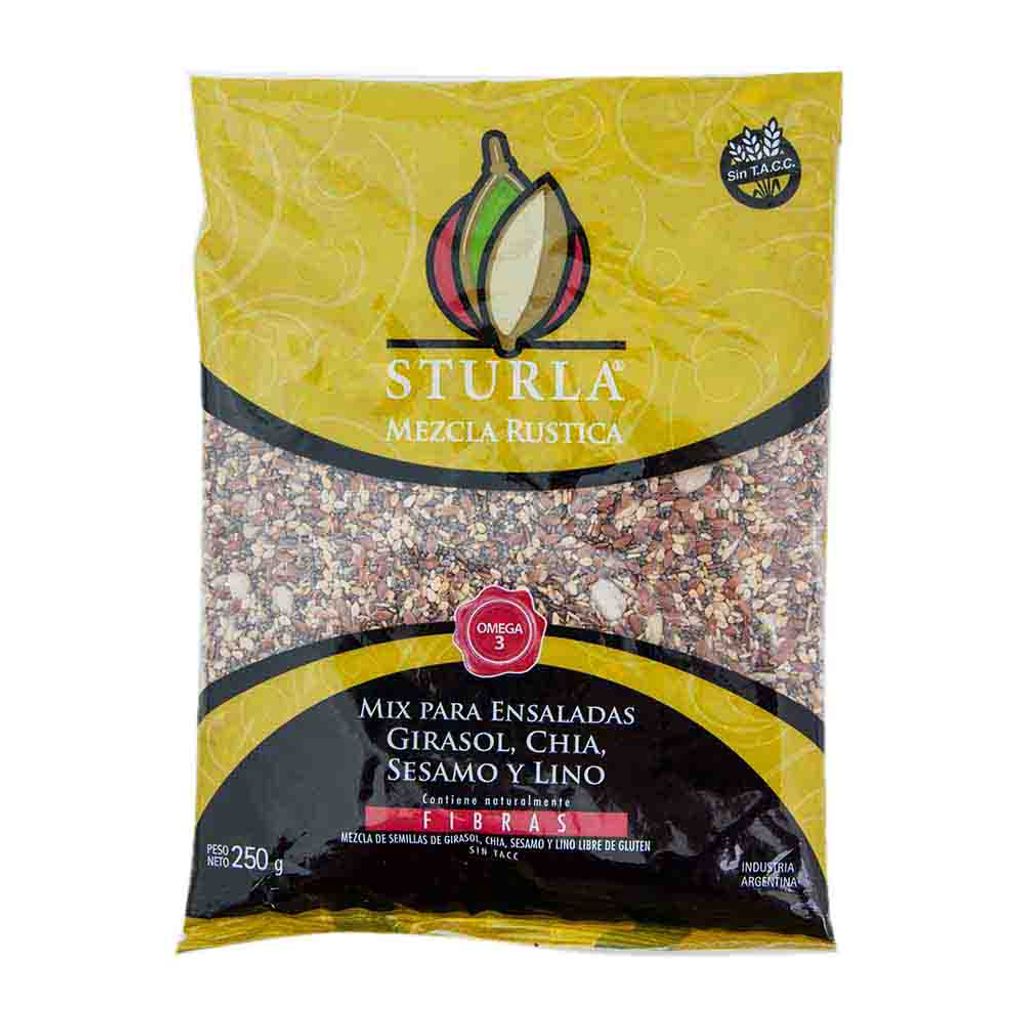 Sin T.A.C.C.
STURLA®
MEZCLA RUSTICA
OMEGA
3
MIX PARA ENSALADAS
GIRASOL, CHIA,
SESAMO Y LINO
Contiene naturalmente
FIBRAS
MEZCLA DE SEMILLAS DE GIRASOL, CHIA, SESAMO Y LINO LIBRE DE GLUTEN
SIN TACC
PESO
NETO 250 g
INDUSTRIA
ARGENTINA